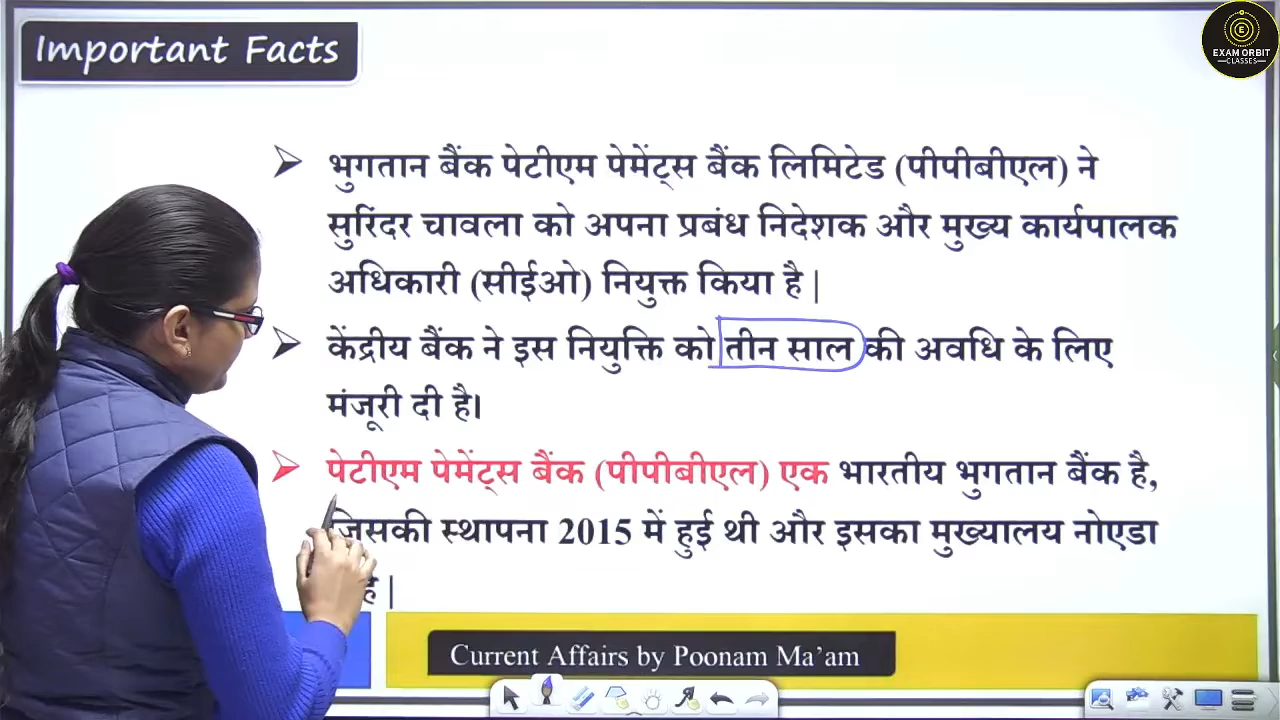 Important Facts
EXAM ORBIT
CLASSES
भुगतान बैंक पेटीएम पेमेंट्स बैंक लिमिटेड (पीपीबीएल) ने
सुरिंदर चावला को अपना प्रबंध निदेशक और मुख्य कार्यपालक
अधिकारी (सीईओ) नियुक्त किया है |
केंद्रीय बैंक ने इस नियुक्ति को तीन साल की अवधि के लिए
मंजूरी दी है।
पेटीएम पेमेंट्स बैंक (पीपीबीएल) एक भारतीय भुगतान बैंक है,
जिसकी स्थापना 2015 में हुई थी और इसका मुख्यालय नोएडा
है |
Current Affairs by Poonam Ma'am